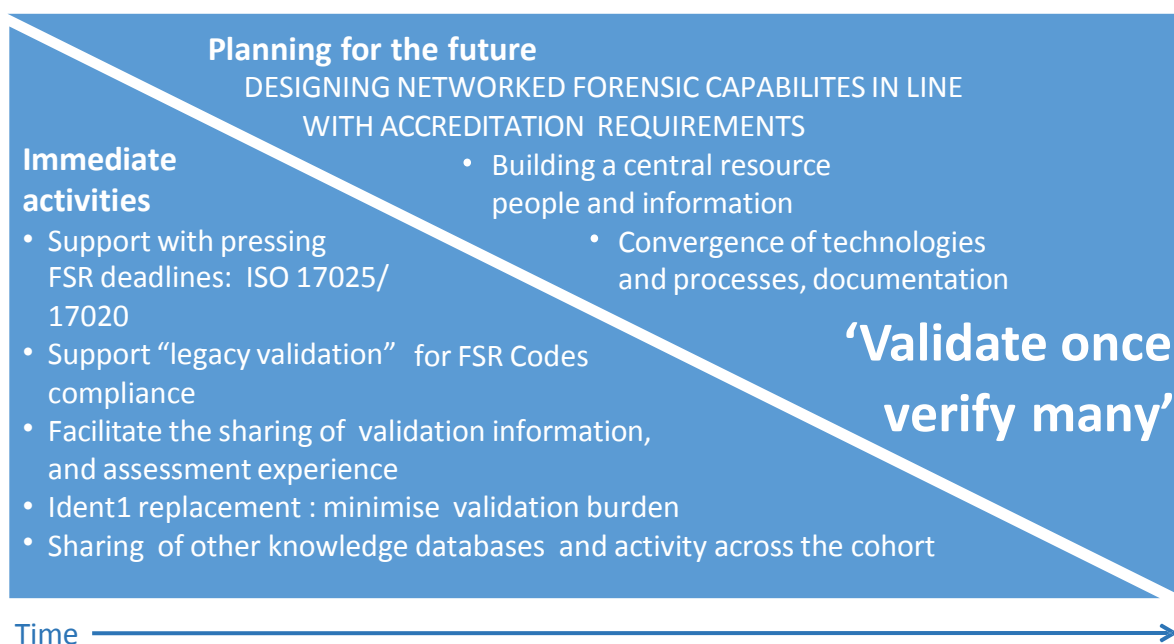 Planning for the future
DESIGNING NETWORKED FORENSIC CAPABILITES IN LINE
WITH ACCREDITATION REQUIREMENTS
• Building a central resource
people and information
• Convergence of technologies
and processes, documentation
‘Validate once
verify many’
Immediate
activities
• Support with pressing
FSR deadlines: ISO 17025/
17020
• Support “legacy validation” for FSR Codes
compliance
• Facilitate the sharing of validation information,
and assessment experience
• Ident1 replacement : minimise validation burden
• Sharing of other knowledge databases and activity across the cohort
Time